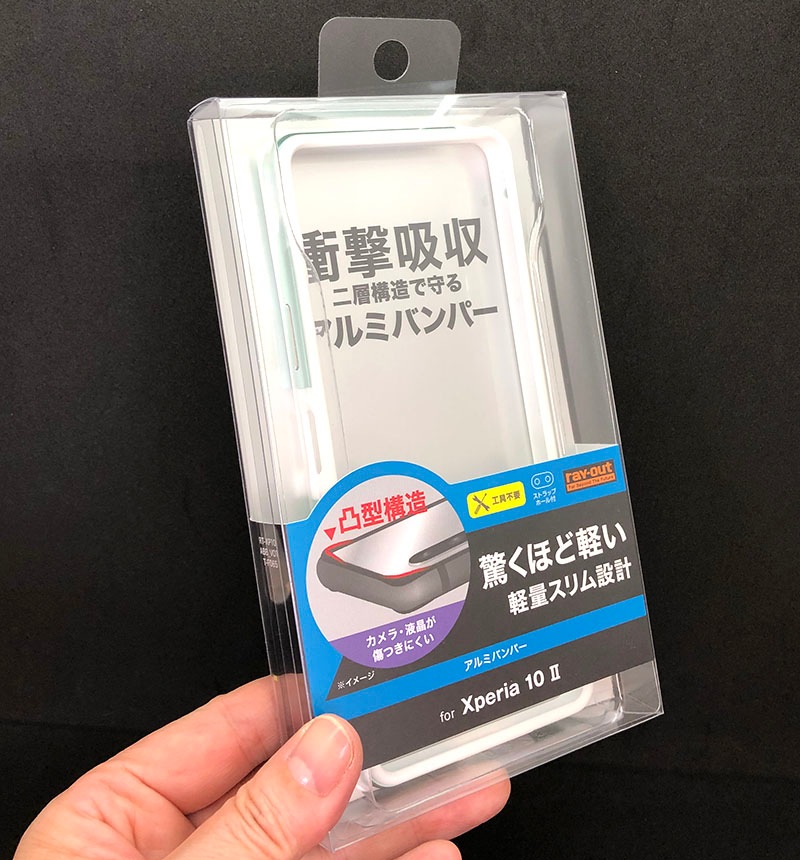 衝撃吸収
二層構造で守る
アルミバンパー
凸型構造
工具不要
ストラップ
ホール付
ray-out
for Beyond The Future
驚くほど軽い
軽量スリム設計
カメラ・液晶が
傷つきにくい
※イメージ
アルミバンパー
for Xperia 10 II